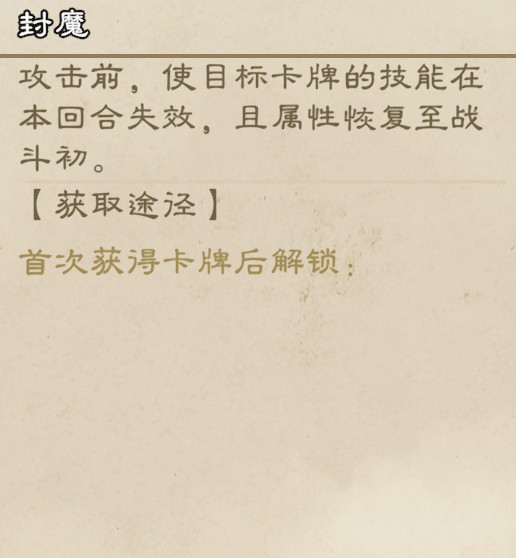 封魔
攻击前，使目标卡牌的技能在
本回合失效，且属性恢复至战
斗初。
【获取途径】
首次获得卡牌后解锁：